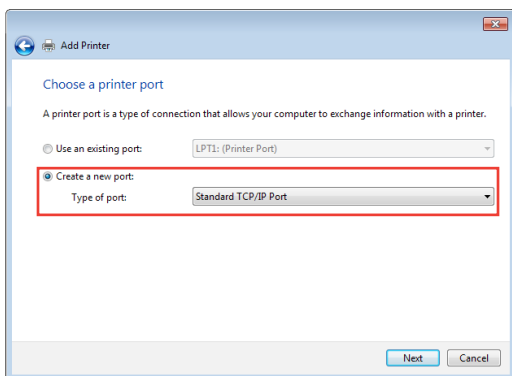 Add Printer
Choose a printer port
A printer port is a type of connection that allows your computer to exchange information with a printer.
Use an existing port: LPT1: (Printer Port)
Create a new port:
Type of port: Standard TCP/IP Port
Next Cancel